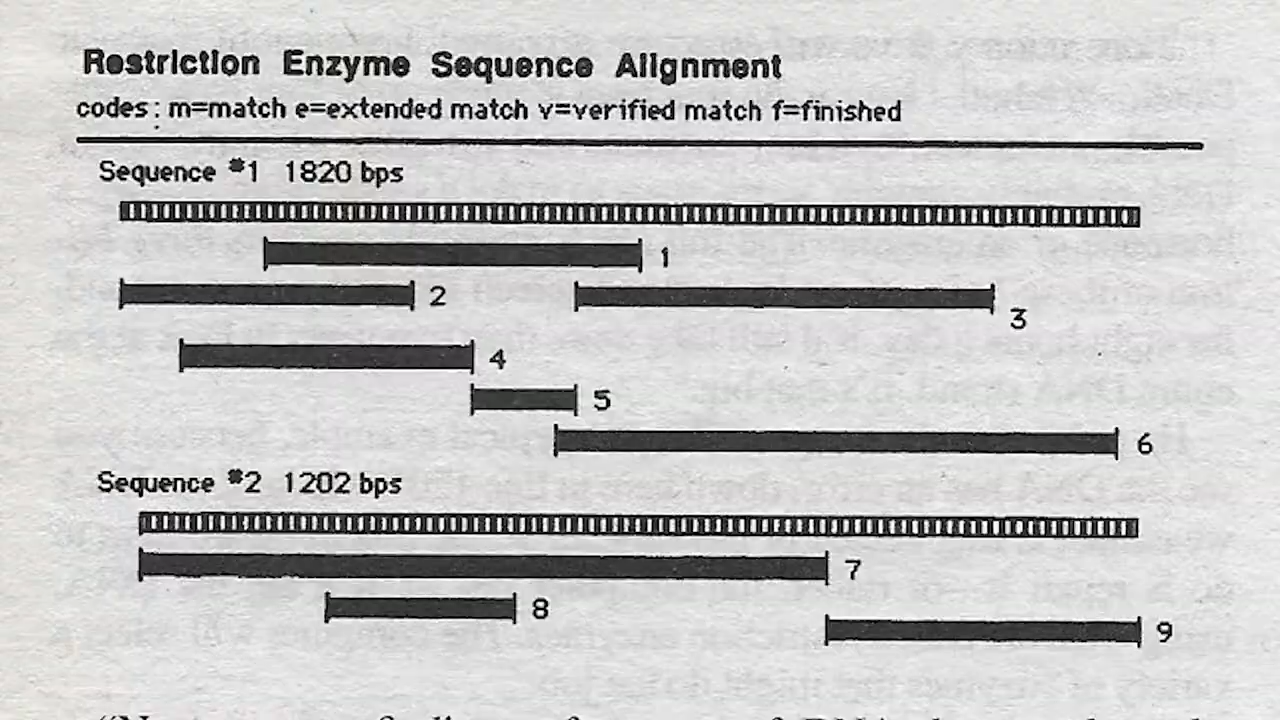 Restriction Enzyme Sequence Alignment
codes: m=match e=extended match v=verified match f=finished
Sequence #1 1820 bps
1
2
3
4
5
6
Sequence #2 1202 bps
7
8
9